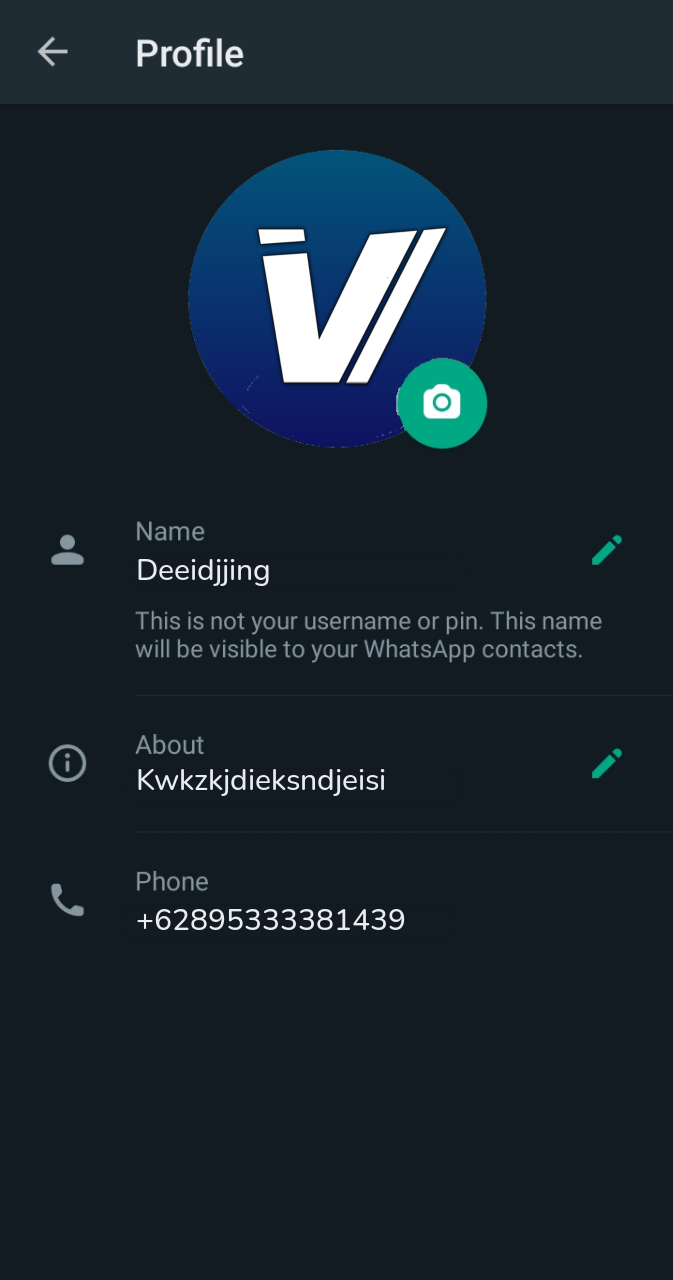 Profile
Name
Deeidjjing
This is not your username or pin. This name
will be visible to your WhatsApp contacts.
About
Kwkzkjdieksndjeisi
Phone
+62895333381439